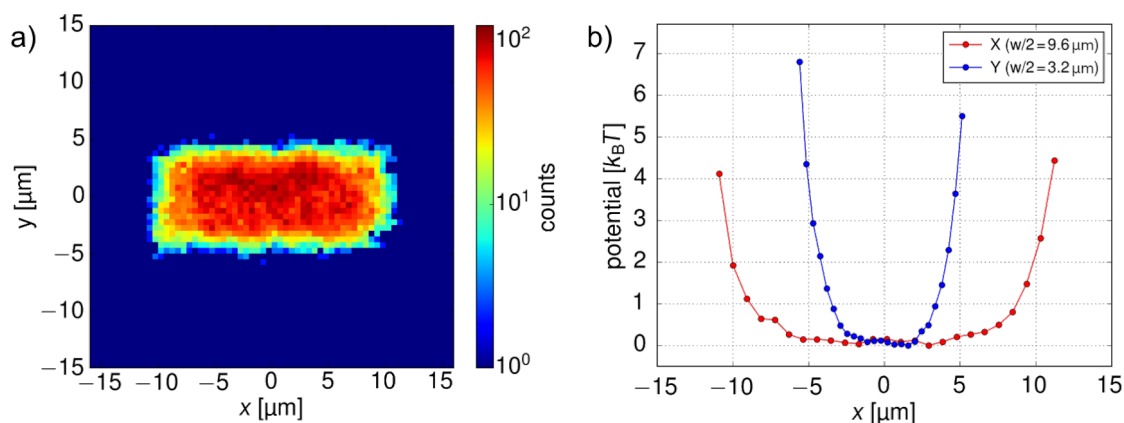 a)
15
10
5
0
−5
−10
−15
y [µm]
−15 −10 −5 0 5 10 15
x [µm]
10²
10¹
10⁰
counts
b)
7
6
5
4
3
2
1
0
potential [k_BT]
X (w/2 = 9.6 µm)
Y (w/2 = 3.2 µm)
−15 −10 −5 0 5 10 15
x [µm]